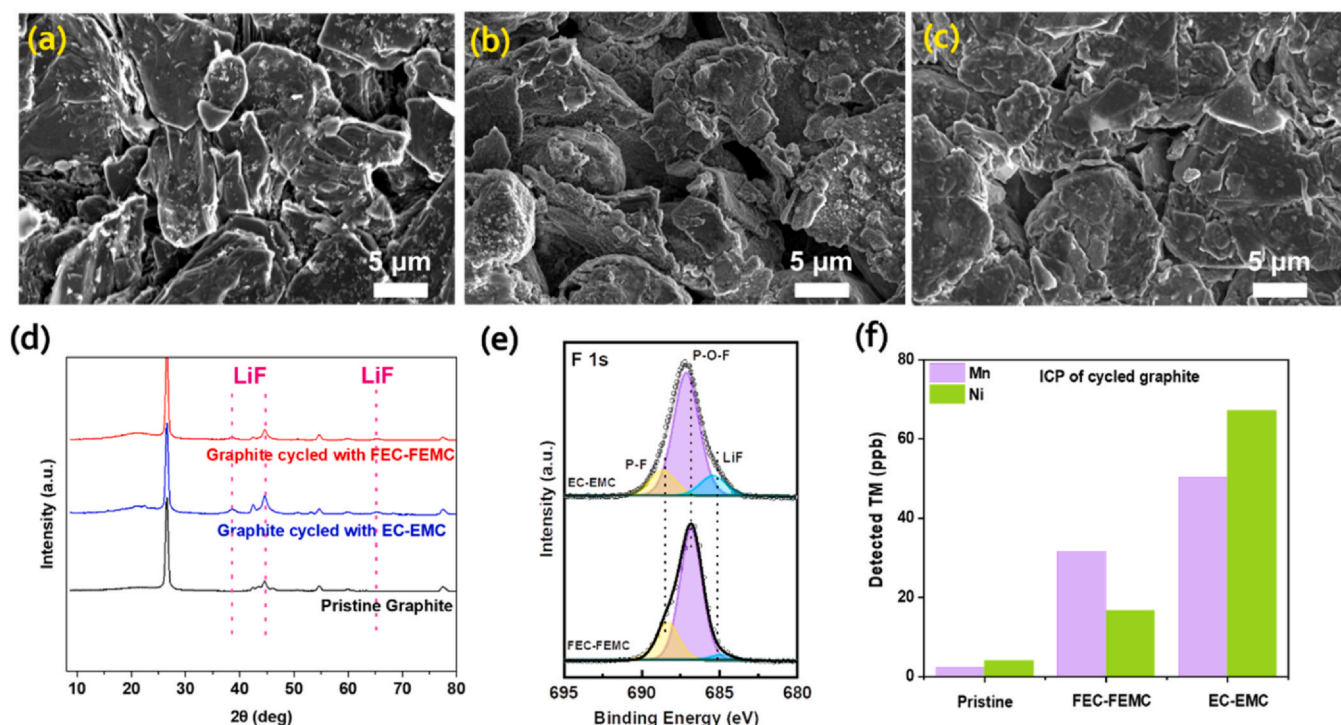 (a)
(b)
(c)
5 µm
5 µm
5 µm
(d)
LiF
LiF
Graphite cycled with FEC-FEMC
Graphite cycled with EC-EMC
Pristine Graphite
Intensity (a.u.)
10 20 30 40 50 60 70 80
2θ (deg)
(e)
F 1s
P-O-F
P-F
LiF
EC-EMC
FEC-FEMC
Intensity (a.u.)
695 690 685 680
Binding Energy (eV)
(f)
Mn
Ni
ICP of cycled graphite
Detected TM (ppb)
80
60
40
20
0
Pristine FEC-FEMC EC-EMC